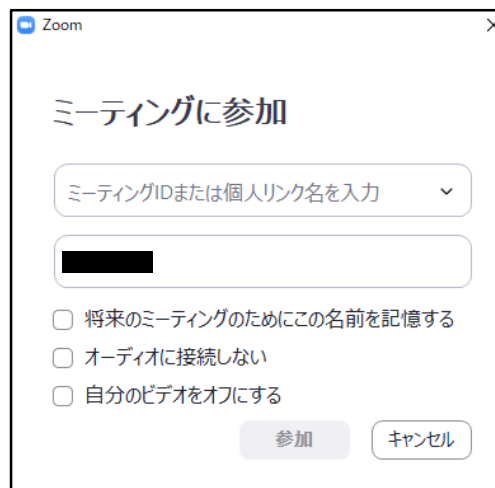 Zoom
ミーティングに参加
ミーティングIDまたは個人リンク名を入力
将来のミーティングのためにこの名前を記憶する
オーディオに接続しない
自分のビデオをオフにする
参加 キャンセル